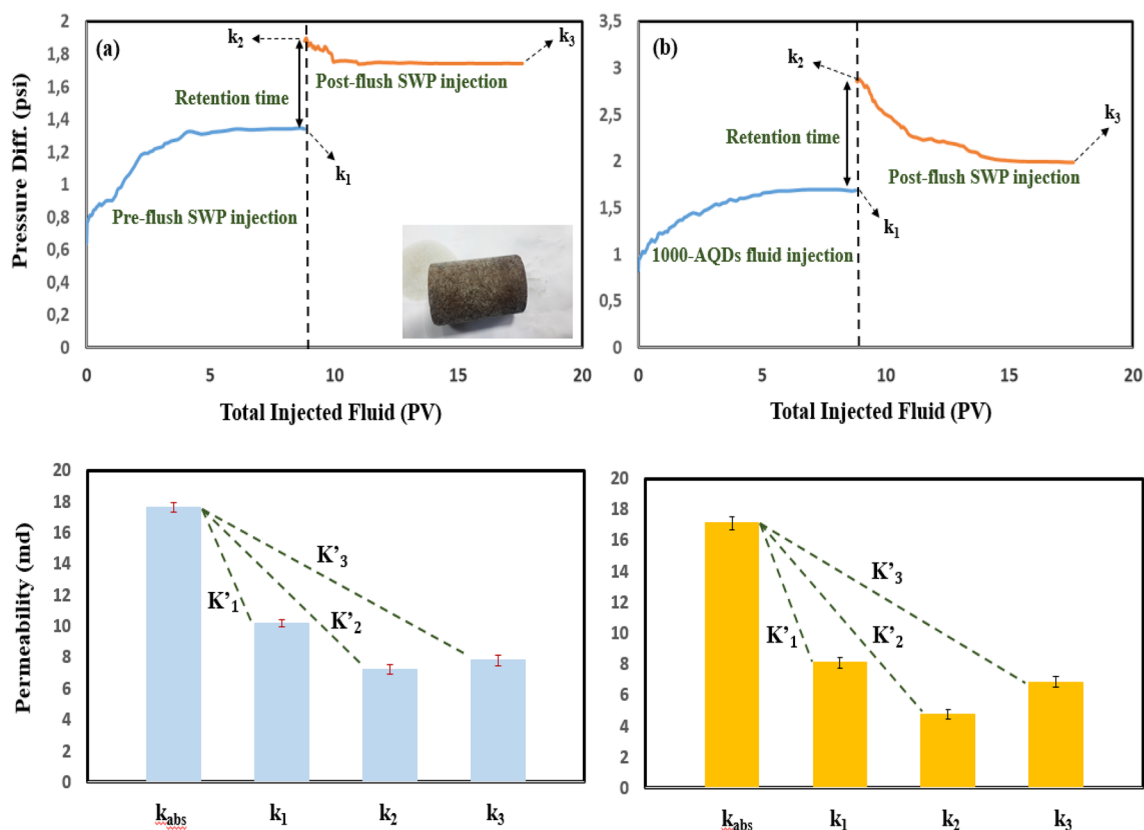 (a)
Pressure Diff. (psi)
2
1,8
1,6
1,4
1,2
1
0,8
0,6
0,4
0,2
0
k2
k3
Post-flush SWP injection
Retention time
k1
Pre-flush SWP injection
0 5 10 15 20
Total Injected Fluid (PV)
(b)
3,5
3
2,5
2
1,5
1
0,5
0
k2
k3
Retention time
Post-flush SWP injection
k1
1000-AQDs fluid injection
0 5 10 15 20
Total Injected Fluid (PV)
Permeability (md)
20
18
16
14
12
10
8
6
4
2
0
K’3
K’1
K’2
kabs k1 k2 k3
20
18
16
14
12
10
8
6
4
2
0
K’3
K’1
K’2
kabs k1 k2 k3